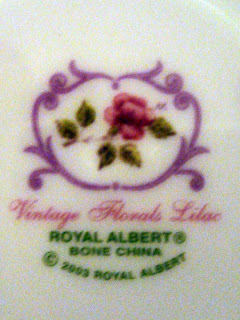 Vintage Florals Lilac
ROYAL ALBERT®
BONE CHINA
© 2003 ROYAL ALBERT